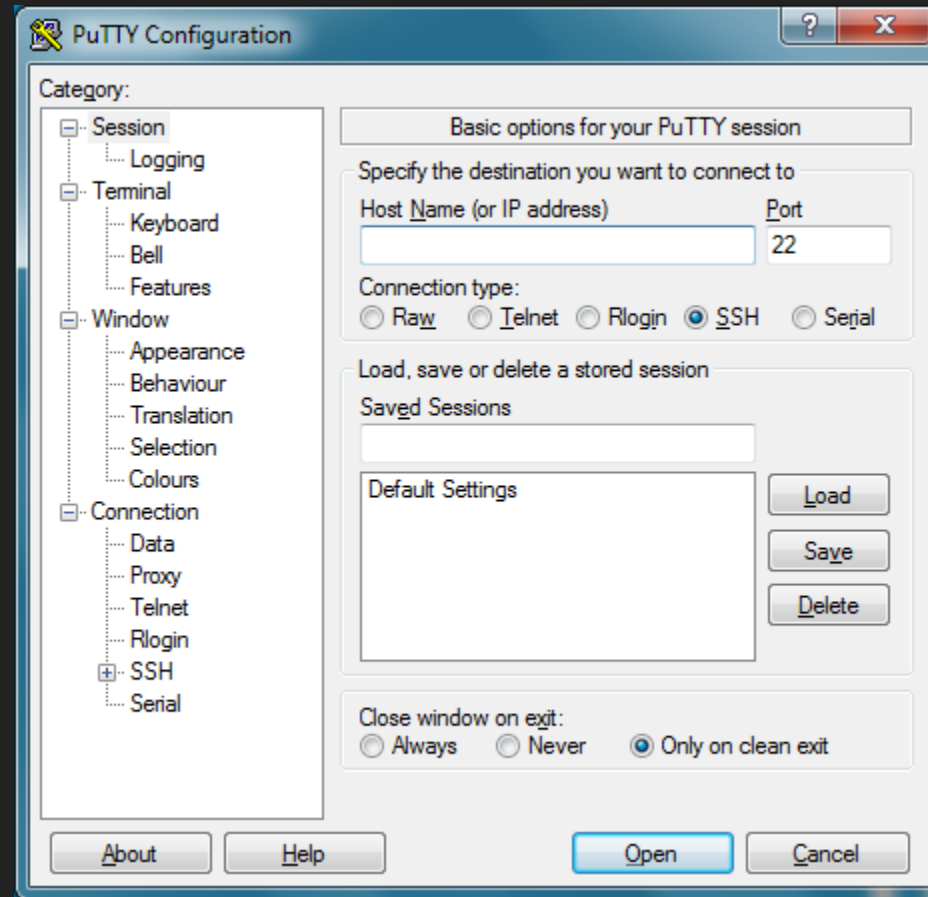 PuTTY Configuration
?
X
Category:
Session
Logging
Terminal
Keyboard
Bell
Features
Window
Appearance
Behaviour
Translation
Selection
Colours
Connection
Data
Proxy
Telnet
Rlogin
SSH
Serial
Basic options for your PuTTY session
Specify the destination you want to connect to
Host Name (or IP address) Port
22
Connection type:
Raw Telnet Rlogin SSH Serial
Load, save or delete a stored session
Saved Sessions
Default Settings
Load
Save
Delete
Close window on exit:
Always Never Only on clean exit
About Help Open Cancel